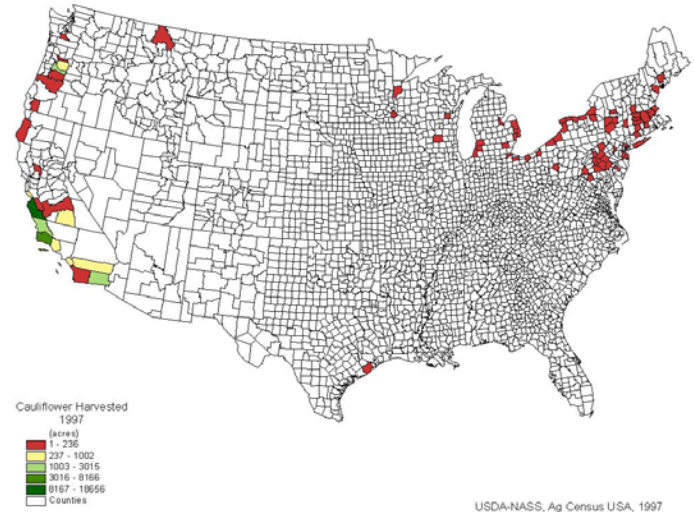 Cauliflower Harvested
1997
(acres)
1 - 236
237 - 1002
1003 - 3015
3016 - 8166
8167 - 18656
Counties
USDA-NASS, Ag Census USA, 1997